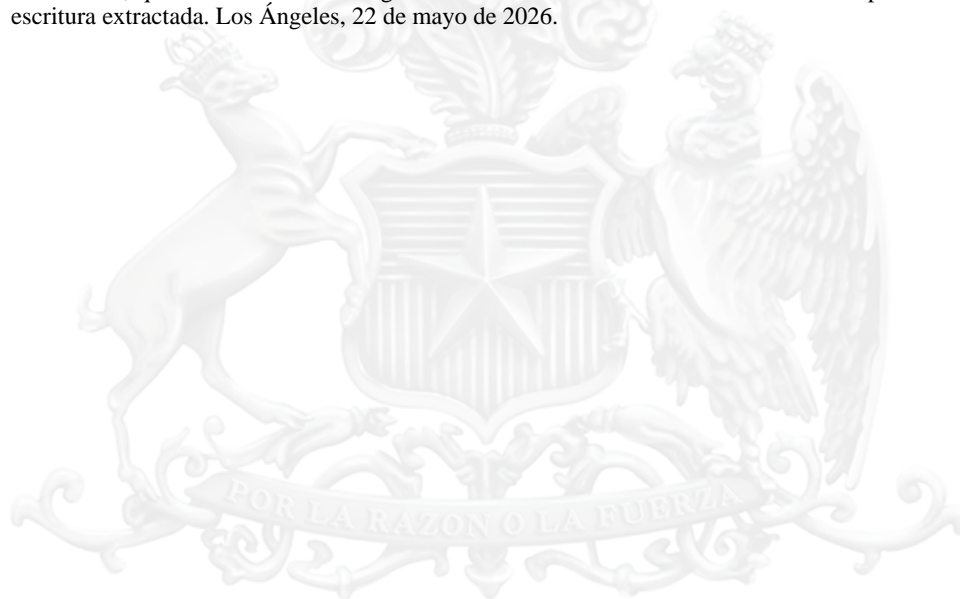 escritura extractada. Los Ángeles, 22 de mayo de 2026.
POR LA RAZON O LA FUERZA